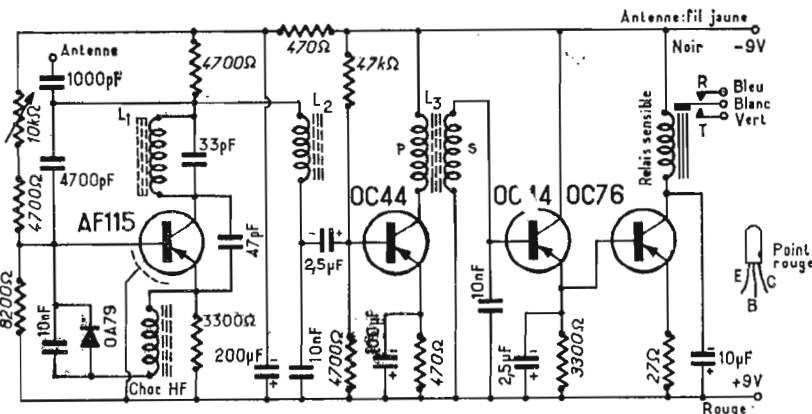 Antenne:fil jaune
Antenne
470Ω
Noir
-9V
4700Ω
47kΩ
1000pF
R
Bleu
Blanc
T
Vert
10kΩ
L1
L2
L3
33pF
P
S
Relais sensible
4700pF
4700Ω
OC44
OC76
AF115
47pF
- +
2,5µF
Point
rouge
E
B
C
8200Ω
10nF
OA79
3300Ω
200µF
- +
10nF
4700Ω
- +
470Ω
10nF
2,5µF
- +
3300Ω
27Ω
10µF
- +
Choc HF
+9V
Rouge